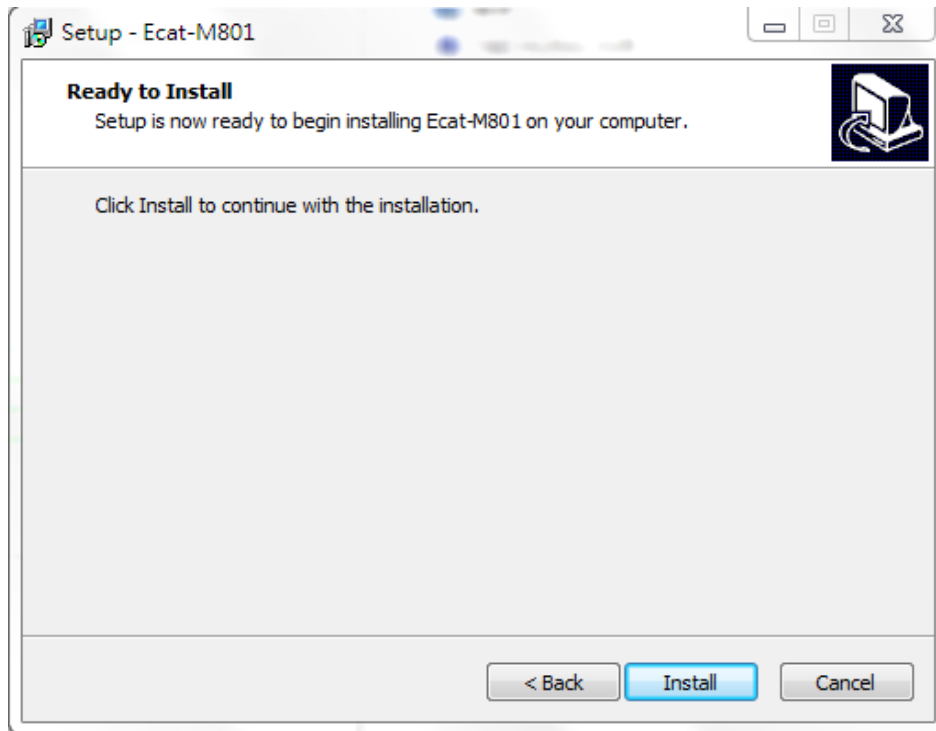 Setup - Ecat-M801
Ready to Install
Setup is now ready to begin installing Ecat-M801 on your computer.
Click Install to continue with the installation.
< Back
Install
Cancel